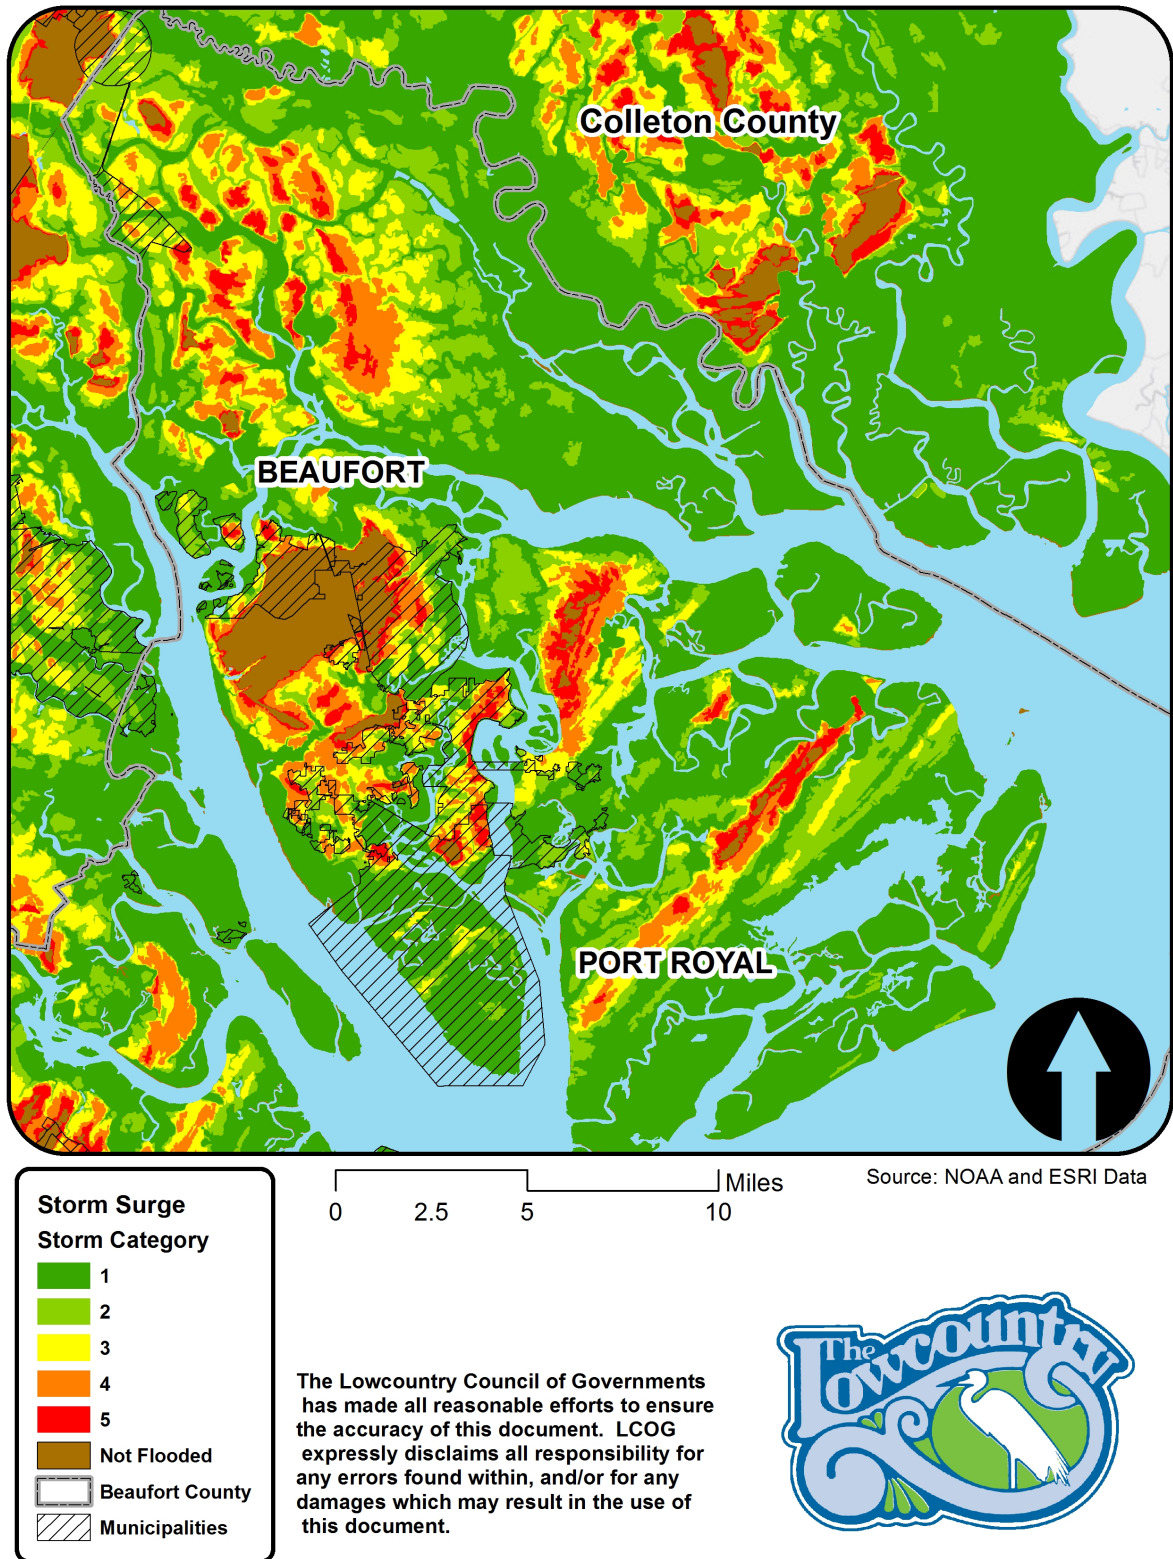 Colleton County
BEAUFORT
PORT ROYAL
Storm Surge
Storm Category
1
2
3
4
5
Not Flooded
Beaufort County
Municipalities
Miles
0 2.5 5 10
Source: NOAA and ESRI Data
The Lowcountry Council of Governments
has made all reasonable efforts to ensure
the accuracy of this document. LCOG
expressly disclaims all responsibility for
any errors found within, and/or for any
damages which may result in the use of
this document.
The
Lowcountry